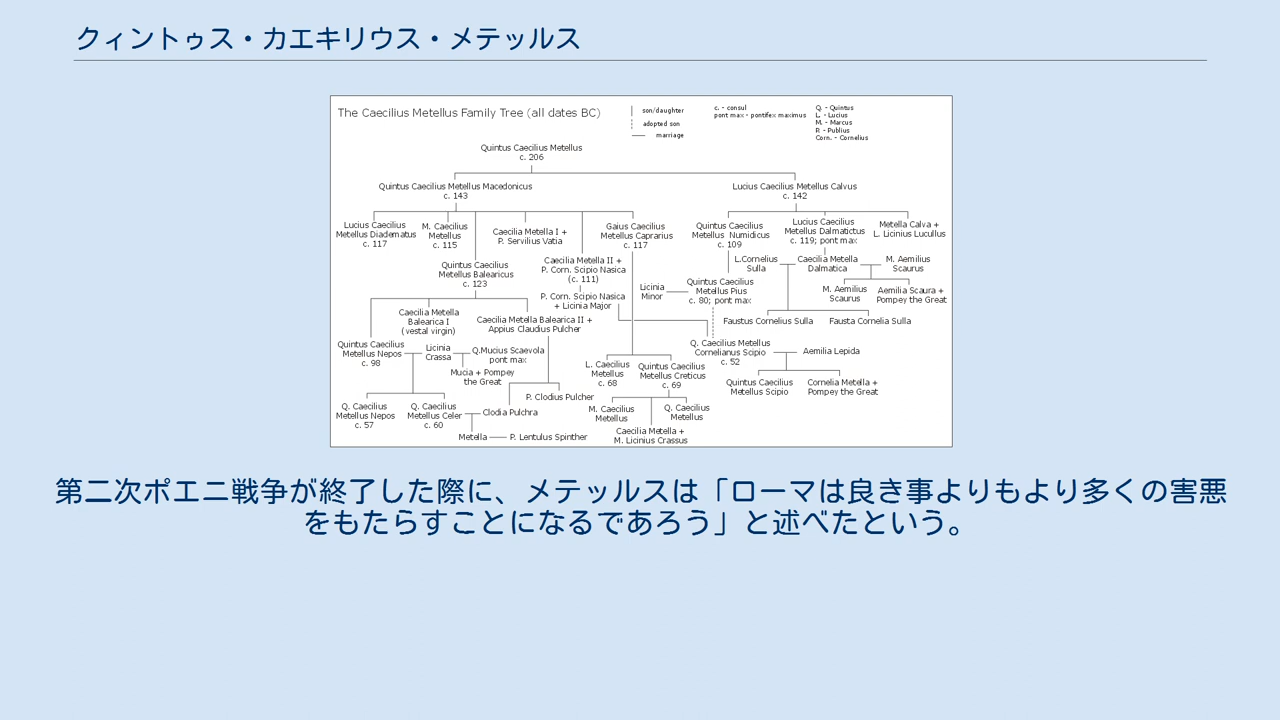 クィントゥス・カエキリウス・メテッルス
The Caecilius Metellus Family Tree (all dates BC)
son/daughter
adopted son
marriage
c. - consul
pont max - pontifex maximus
Q. - Quintus
L. - Lucius
M. - Marcus
P. - Publius
Corn. - Cornelius
Quintus Caecilius Metellus
c. 206
Quintus Caecilius Metellus Macedonicus
c. 143
Lucius Caecilius Metellus Calvus
c. 142
Lucius Caecilius
Metellus Diadematus
c. 117
M. Caecilius
Metellus
c. 115
Caecilia Metella I +
P. Servilius Vatia
Gaius Caecilius
Metellus Caprarius
c. 117
Quintus Caecilius
Metellus Numidicus
c. 109
Lucius Caecilius
Metellus Dalmatictus
c. 119; pont max
Metella Calva +
L. Licinius Lucullus
Quintus Caecilius
Metellus Balearicus
c. 123
Caecilia Metella II +
P. Corn. Scipio Nasica
(c. 111)
P. Corn. Scipio Nasica
+ Licinia Major
Licinia
Minor
Quintus Caecilius
Metellus Pius
c. 80; pont max
L.Cornelius
Sulla
Caecilia Metella
Dalmatica
M. Aemilius
Scaurus
M. Aemilius
Scaurus
Aemilia Scaura +
Pompey the Great
Caecilia Metella
Balearica I
(vestal virgin)
Caecilia Metella Balearica II +
Appius Claudius Pulcher
Faustus Cornelius Sulla
Fausta Cornelia Sulla
Quintus Caecilius
Metellus Nepos
c. 98
Licinia
Crassa
Q.Mucius Scaevola
pont max
Mucia + Pompey
the Great
Q. Caecilius Metellus
Cornelianus Scipio
c. 52
Aemilia Lepida
L. Caecilius
Metellus
c. 68
Quintus Caecilius
Metellus Creticus
c. 69
Quintus Caecilius
Metellus Scipio
Cornelia Metella +
Pompey the Great
P. Clodius Pulcher
Q. Caecilius
Metellus Nepos
c. 57
Q. Caecilius
Metellus Celer
c. 60
Clodia Pulchra
M. Caecilius
Metellus
Q. Caecilius
Metellus
Caecilia Metella +
M. Licinius Crassus
Metella
P. Lentulus Spinther
第二次ポエニ戦争が終了した際に、メテッルスは「ローマは良き事よりもより多くの害悪
をもたらすことになるであろう」と述べたという。